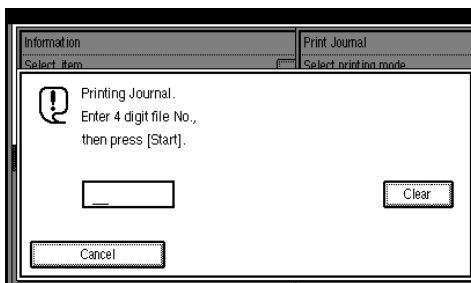 Information
Print Journal
Select item
Select printing mode
Printing Journal.
Enter 4 digit file No.,
then press [Start].
Clear
Cancel